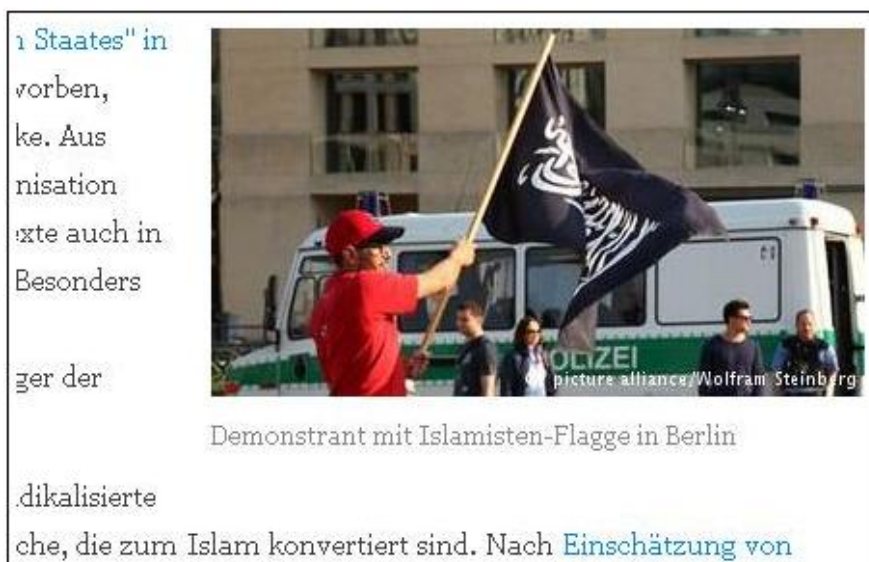 n Staates" in
vorben,
ke. Aus
nisation
exte auch in
Besonders
ger der
POLIZEI
picture alliance/Wolfram Steinberg
Demonstrant mit Islamisten-Flagge in Berlin
dikalisierte
che, die zum Islam konvertiert sind. Nach Einschätzung von